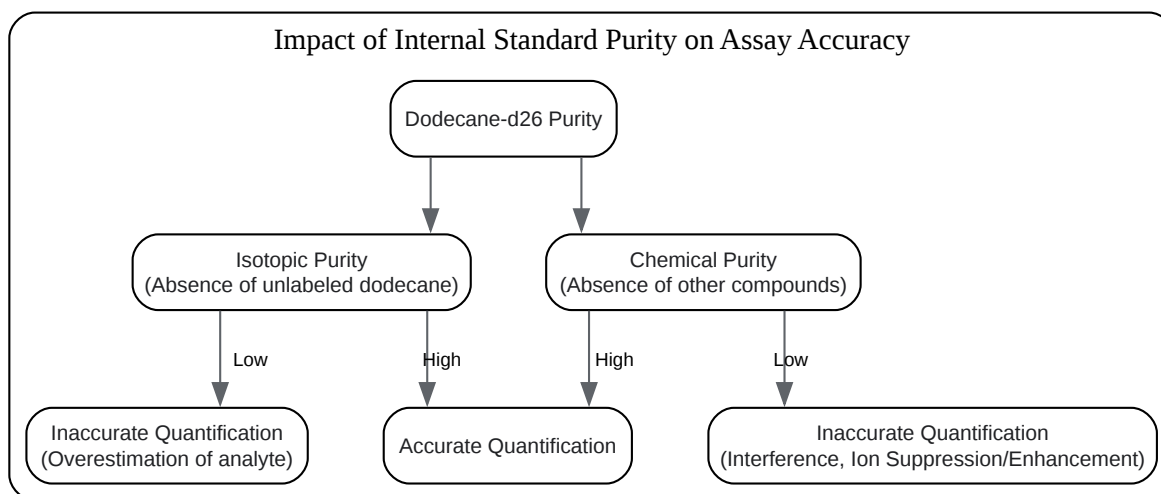 Impact of Internal Standard Purity on Assay Accuracy
Dodecane-d26 Purity
Isotopic Purity
(Absence of unlabeled dodecane)
Chemical Purity
(Absence of other compounds)
Low
High
High
Low
Inaccurate Quantification
(Overestimation of analyte)
Accurate Quantification
Inaccurate Quantification
(Interference, Ion Suppression/Enhancement)